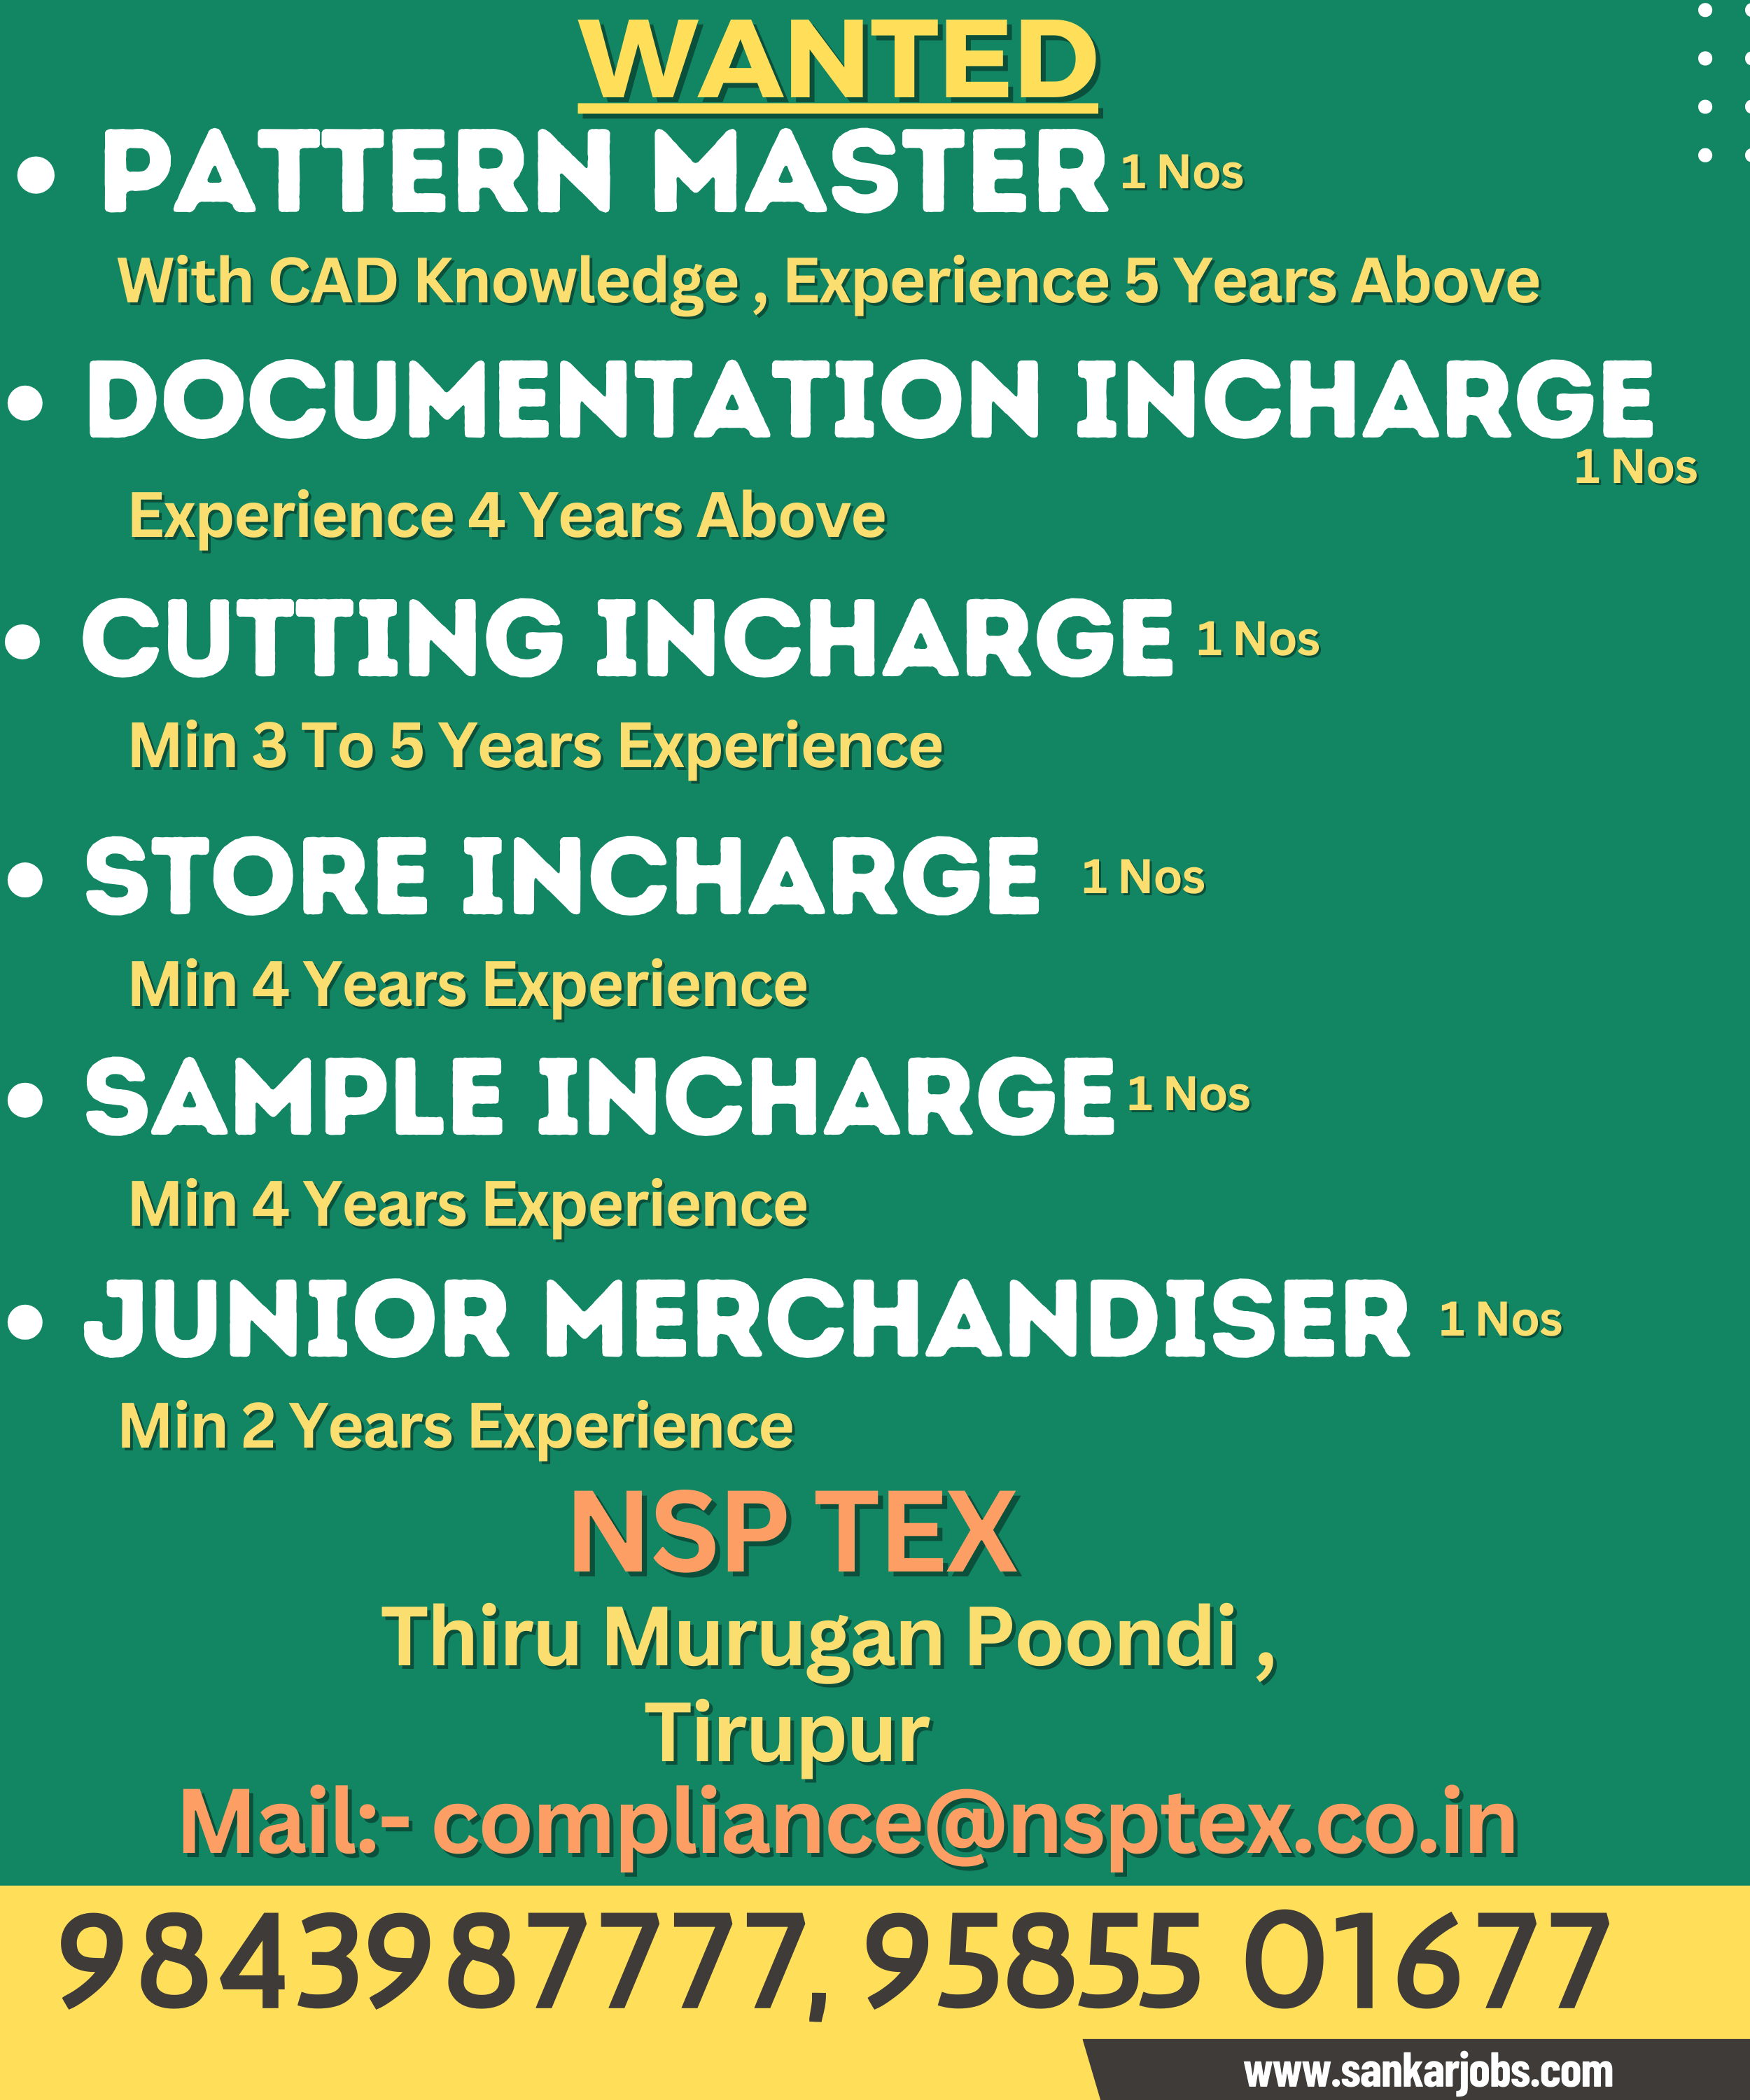 WANTED
• PATTERN MASTER 1 Nos
With CAD Knowledge , Experience 5 Years Above
• DOCUMENTATION INCHARGE
1 Nos
Experience 4 Years Above
• CUTTING INCHARGE 1 Nos
Min 3 To 5 Years Experience
• STORE INCHARGE 1 Nos
Min 4 Years Experience
• SAMPLE INCHARGE 1 Nos
Min 4 Years Experience
• JUNIOR MERCHANDISER 1 Nos
Min 2 Years Experience
NSP TEX
Thiru Murugan Poondi ,
Tirupur
Mail:- compliance@nsptex.co.in
9843987777, 95855 01677
www.sankarjobs.com